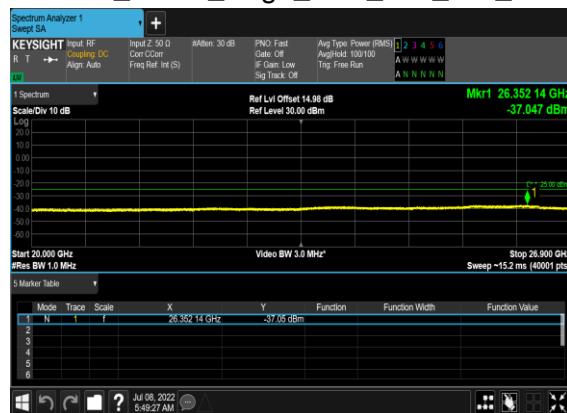 Spectrum Analyzer 1
Swept SA
+
KEYSIGHT Input: RF Input Z: 50 Ω #Atten: 30 dB PNO: Fast Avg Type: Power (RMS) 1 2 3 4 5 6
R T Coupling: DC Corr CCorr Gate: Off Avg|Hold: 100/100 A W W W W W
Align: Auto Freq Ref: Int (S) IF Gain: Low Trig: Free Run
Sig Track: Off A N N N N N
1 Spectrum Ref Lvl Offset 14.98 dB Mkr1 26.352 14 GHz
Scale/Div 10 dB Ref Level 30.00 dBm -37.047 dBm
Log
20.0
10.0
0.00
-10.0
-20.0
-30.0
-40.0
-50.0
-60.0
1
Start 20.000 GHz Video BW 3.0 MHz* Stop 26.900 GHz
#Res BW 1.0 MHz Sweep ~15.2 ms (40001 pts)
5 Marker Table
Mode Trace Scale X Y Function Function Width Function Value
1 N 1 f 26.352 14 GHz -37.05 dBm
2
3
4
5
6
? Jul 08, 2022
5:49:27 AM